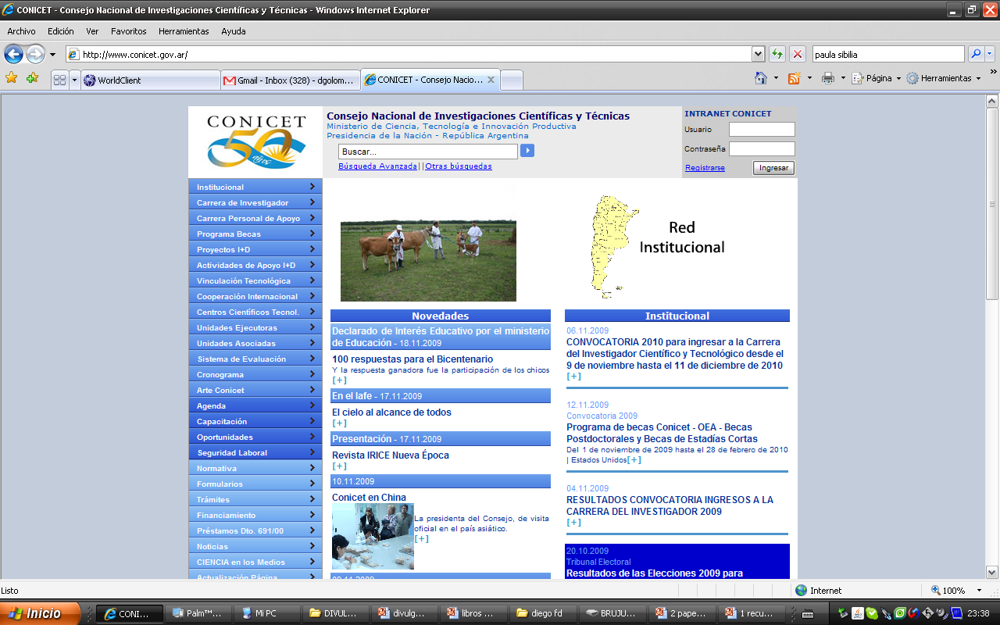 CONICET - Consejo Nacional de Investigaciones Científicas y Técnicas - Windows Internet Explorer
Archivo Edición Ver Favoritos Herramientas Ayuda
http://www.conicet.gov.ar/
paula sibilia
WorldClient
Gmail - Inbox (328) - dgolom...
CONICET - Consejo Nacio...
Página
Herramientas
CONICET
50
años
Consejo Nacional de Investigaciones Científicas y Técnicas
Ministerio de Ciencia, Tecnología e Innovación Productiva
Presidencia de la Nación - República Argentina
Buscar...
Búsqueda Avanzada||Otras búsquedas
INTRANET CONICET
Usuario
Contraseña
Registrarse Ingresar
Institucional
Carrera de Investigador
Carrera Personal de Apoyo
Programa Becas
Proyectos I+D
Actividades de Apoyo I+D
Vinculación Tecnológica
Cooperación Internacional
Centros Científicos Tecnol.
Unidades Ejecutoras
Unidades Asociadas
Sistema de Evaluación
Cronograma
Arte Conicet
Agenda
Capacitación
Oportunidades
Seguridad Laboral
Normativa
Formularios
Trámites
Financiamiento
Préstamos Dto. 691/00
Noticias
CIENCIA en los Medios
Actualización Página
Red
Institucional
Novedades
Declarado de Interés Educativo por el ministerio
de Educación - 18.11.2009
100 respuestas para el Bicentenario
Y la respuesta ganadora fue la participación de los chicos
[+]
En el Iafe - 17.11.2009
El cielo al alcance de todos
[+]
Presentación - 17.11.2009
Revista IRICE Nueva Época
[+]
10.11.2009
Conicet en China
La presidenta del Consejo, de visita
oficial en el país asiático.
[+]
09.11.2009
Institucional
06.11.2009
CONVOCATORIA 2010 para ingresar a la Carrera
del Investigador Científico y Tecnológico desde el
9 de noviembre hasta el 11 de diciembre de 2010
[+]
12.11.2009
Convocatoria 2009
Programa de becas Conicet - OEA - Becas
Postdoctorales y Becas de Estadías Cortas
Del 1 de noviembre de 2009 hasta el 28 de febrero de 2010
| Estados Unidos[+]
04.11.2009
RESULTADOS CONVOCATORIA INGRESOS A LA
CARRERA DEL INVESTIGADOR 2009
[+]
20.10.2009
Tribunal Electoral
Resultados de las Elecciones 2009 para
Listo
Internet
100%
Inicio
CONI...
Palm™...
Mi PC
DIVUL...
divulg...
libros ...
diego fd
BRUJU...
2 pape...
1 recu...
23:38